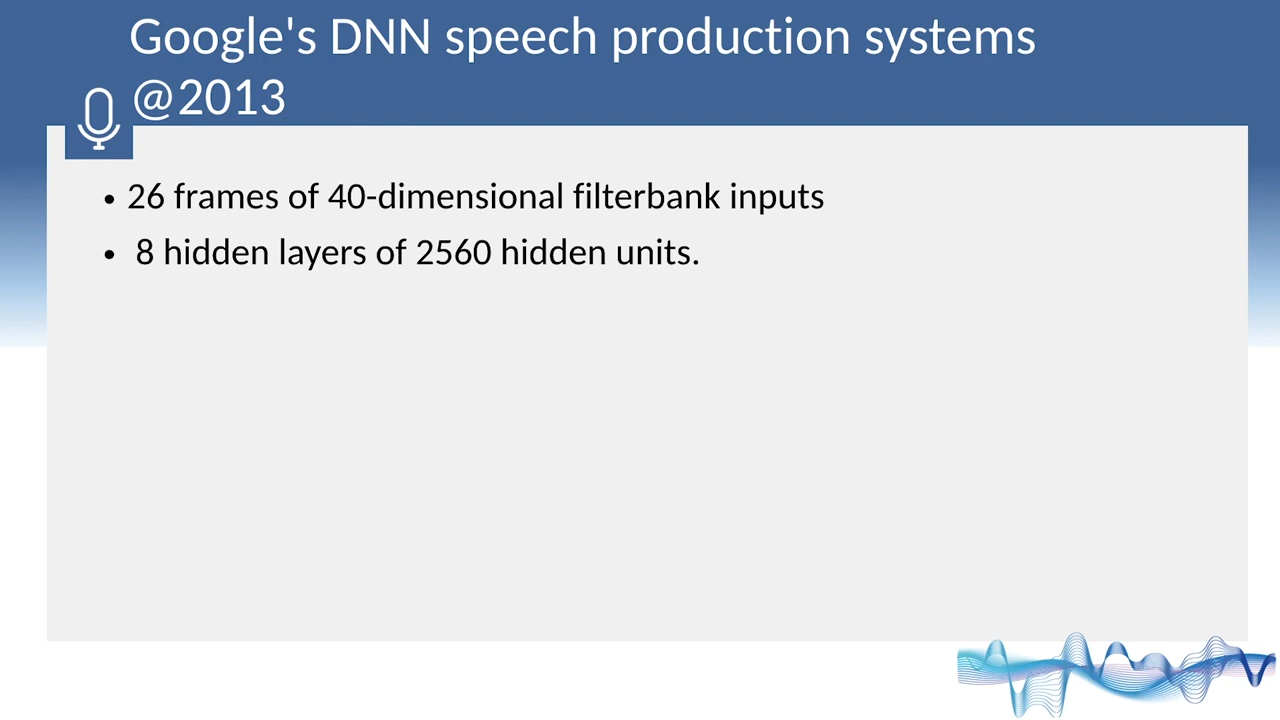 Google's DNN speech production systems
@2013
• 26 frames of 40-dimensional filterbank inputs
• 8 hidden layers of 2560 hidden units.